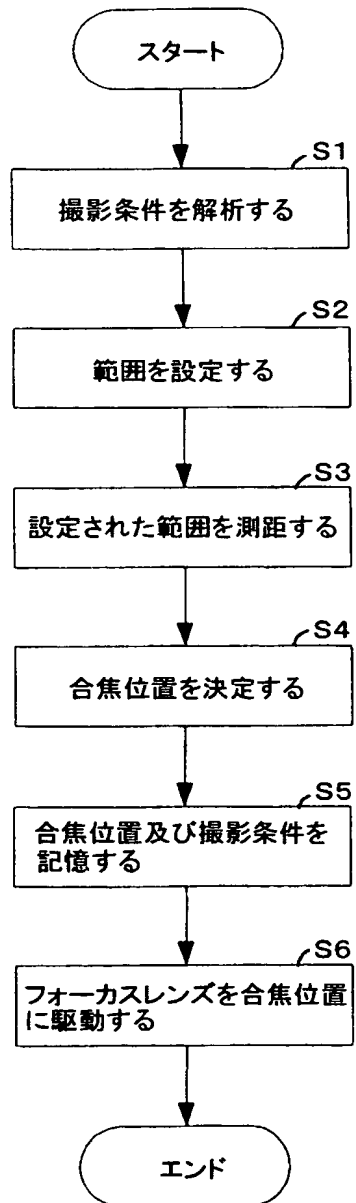 スタート
S1
撮影条件を解析する
S2
範囲を設定する
S3
設定された範囲を測距する
S4
合焦位置を決定する
S5
合焦位置及び撮影条件を
記憶する
S6
フォーカスレンズを合焦位置
に駆動する
エンド